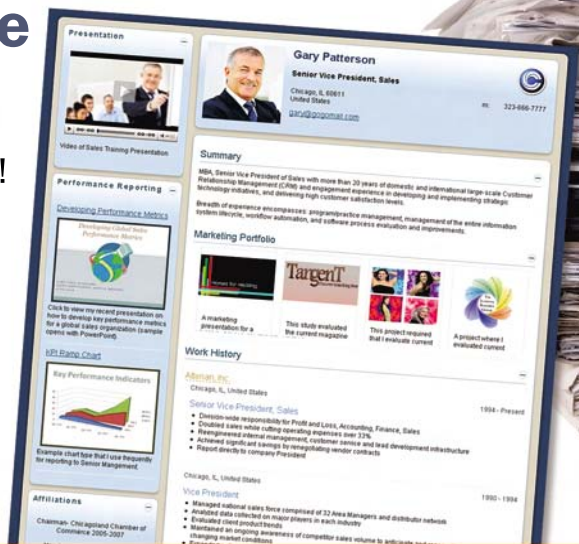 e
!
Presentation
Video of Sales Training Presentation
Performance Reporting
Developing Performance Metrics
Developing Global Sales
Performance Metrics
Click to view my recent presentation on
how to develop key performance metrics
for a global sales organization (sample
opens with PowerPoint)
KPI Ramp Chart
Key Performance Indicators
Example chart type that I use frequently
for reporting to Senior Mangement.
Affiliations
Chairman- Chicagoland Chamber of
Commerce 2005-2007
Gary Patterson
Senior Vice President, Sales
Chicago, IL 60611
United States
m: 323-666-7777
gary@gogomail.com
Summary
MBA, Senior Vice President of Sales with more than 20 years of domestic and international large-scale Customer
Relationship Management (CRM) and engagement experience in developing and implementing strategic
technology initiatives, and delivering high customer satisfaction levels.
Breadth of experience encompasses: program/practice management, management of the entire information
system lifecycle, workflow automation, and software process evaluation and improvements.
Marketing Portfolio
TangenT
A marketing
presentation for a
This study evaluated
the current magazine
This project required
that I evaluate current
A project where I
evaluated current
Work History
Alterian, Inc.
Chicago, IL, United States
Senior Vice President, Sales 1994 - Present
Division-wide responsibility for Profit and Loss, Accounting, Finance, Sales
Doubled sales while cutting operating expenses over 33%
Reengineered internal management, customer service and lead development infrastructure
Achieved significant savings by renegotiating vendor contracts
Report directly to company President
Chicago, IL, United States
Vice President 1990 - 1994
Managed national sales force comprised of 32 Area Managers and distributor network
Analyzed data collected on major players in each industry
Evaluated client product trends
Maintained an ongoing awareness of competitor sales volume to anticipate and
changing market conditions